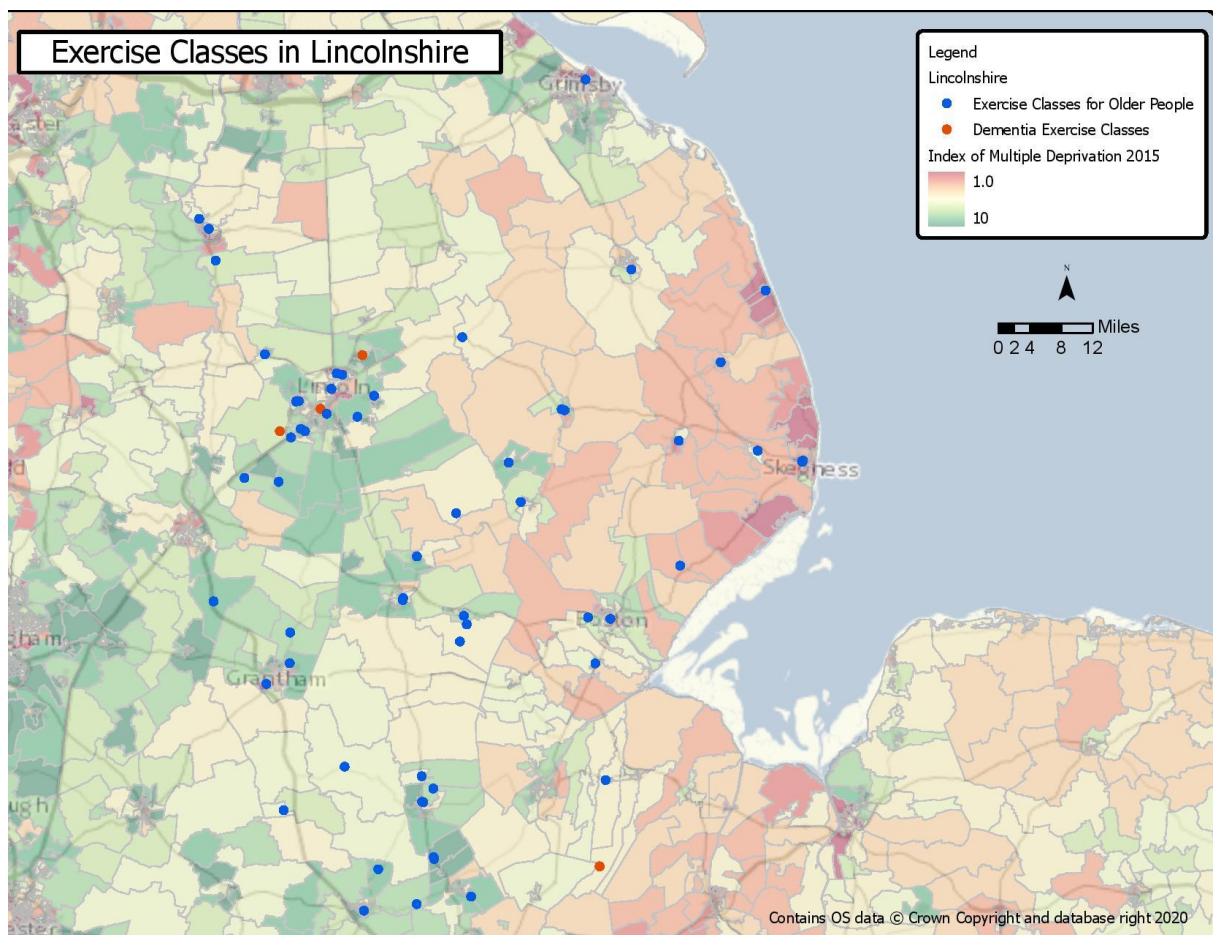 Exercise Classes in Lincolnshire
Legend
Lincolnshire
Exercise Classes for Older People
Dementia Exercise Classes
Index of Multiple Deprivation 2015
1.0
10
N
Miles
0 2 4 8 12
Grimsby
Lincoln
Skegness
Boston
Grantham
Contains OS data © Crown Copyright and database right 2020